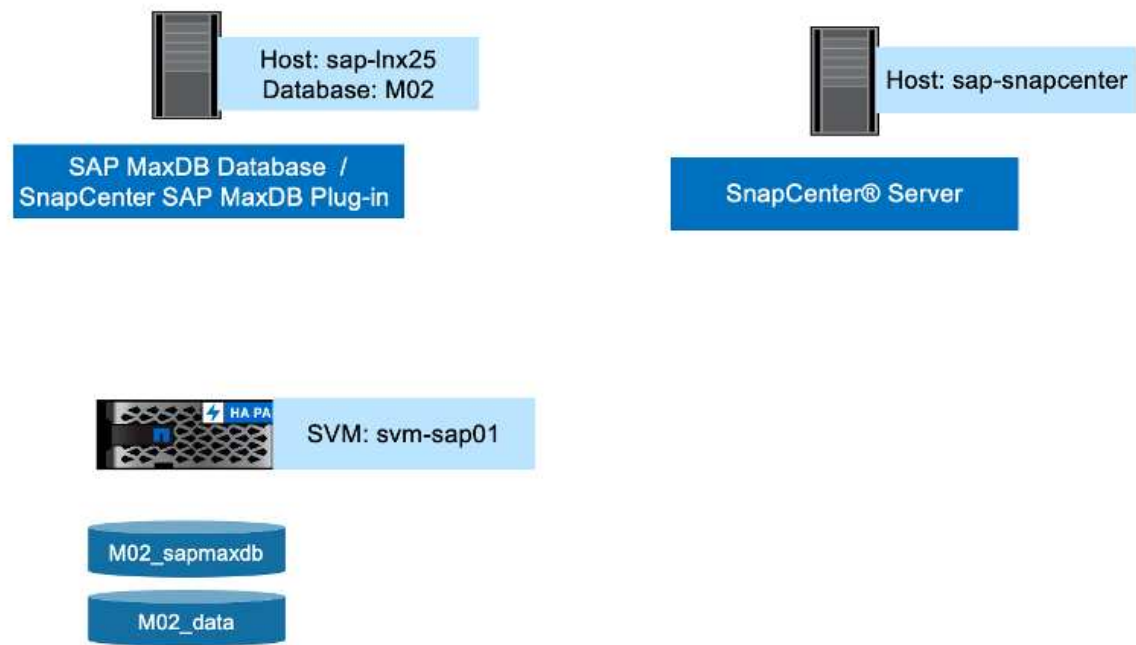 Host: sap-lnx25
Database: M02
Host: sap-snapcenter
SAP MaxDB Database /
SnapCenter SAP MaxDB Plug-in
SnapCenter® Server
HA PA
SVM: svm-sap01
M02_sapmaxdb
M02_data